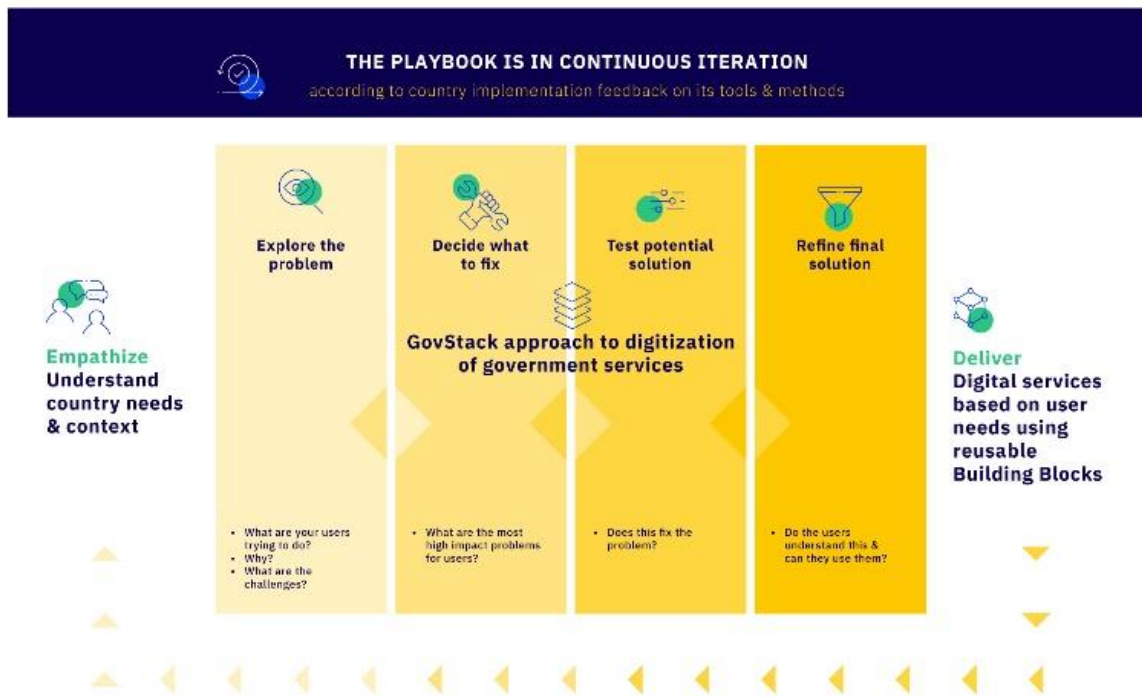 THE PLAYBOOK IS IN CONTINUOUS ITERATION
according to country implementation feedback on its tools & methods
Explore the
problem
Decide what
to fix
Test potential
solution
Refine final
solution
GovStack approach to digitization
of government services
Empathize
Understand
country needs
& context
Deliver
Digital services
based on user
needs using
reusable
Building Blocks
• What are your users
trying to do?
• Why?
• What are the
challenges?
• What are the most
high impact problems
for users?
• Does this fix the
problem?
• Do the users
understand this &
can they use them?